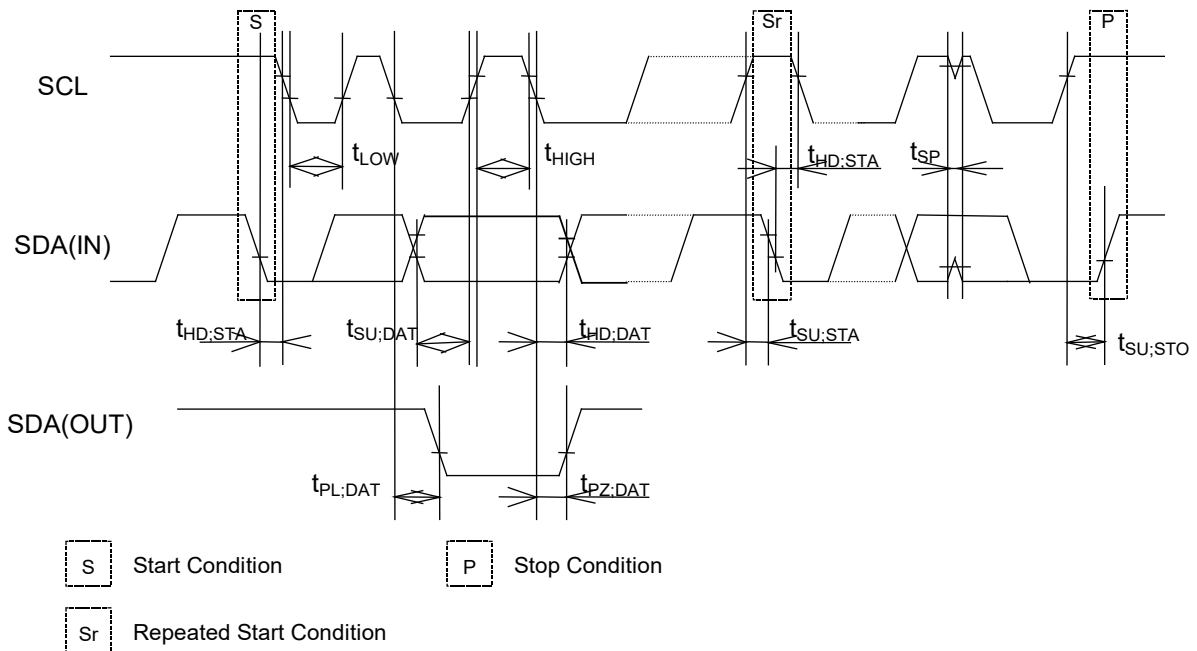 S Sr P
SCL
tLOW tHIGH tHD;STA tSP
SDA(IN)
tHD;STA tSU;DAT tHD;DAT tSU;STA tSU;STO
SDA(OUT)
tPL;DAT tPZ;DAT
S Start Condition P Stop Condition
Sr Repeated Start Condition